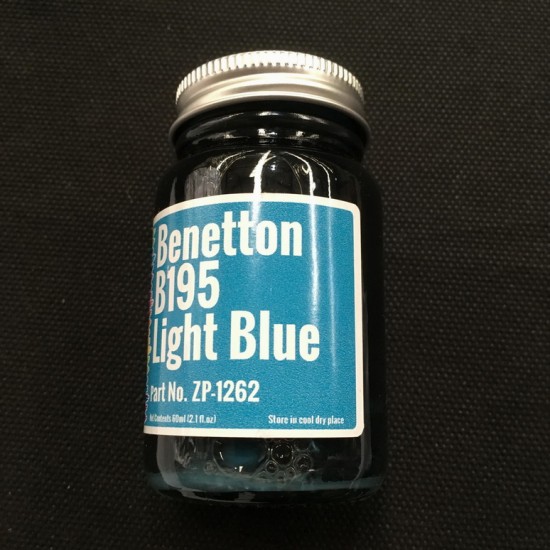 Benetton
B195
Light Blue
Part No. ZP-1262
Net Contents 60ml (2.1 fl.oz)
Store in cool dry place